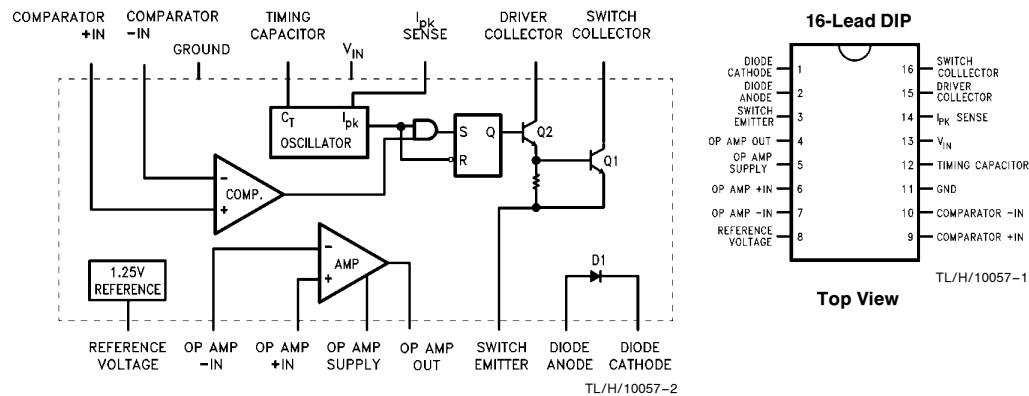 COMPARATOR
+IN
COMPARATOR
-IN
GROUND
TIMING
CAPACITOR
VIN
Ipk
SENSE
DRIVER
COLLECTOR
SWITCH
COLLECTOR
CT
Ipk
OSCILLATOR
S
Q
R
Q2
Q1
-
COMP.
+
-
AMP
+
1.25V
REFERENCE
D1
REFERENCE
VOLTAGE
OP AMP
-IN
OP AMP
+IN
OP AMP
SUPPLY
OP AMP
OUT
SWITCH
EMITTER
DIODE
ANODE
DIODE
CATHODE
TL/H/10057-2
16-Lead DIP
DIODE
CATHODE 1
DIODE
ANODE 2
SWITCH
EMITTER 3
OP AMP OUT 4
OP AMP
SUPPLY 5
OP AMP +IN 6
OP AMP -IN 7
REFERENCE
VOLTAGE 8
16 SWITCH
COLLLECTOR
15 DRIVER
COLLECTOR
14 IPK SENSE
13 VIN
12 TIMING CAPACITOR
11 GND
10 COMPARATOR -IN
9 COMPARATOR +IN
TL/H/10057-1
Top View